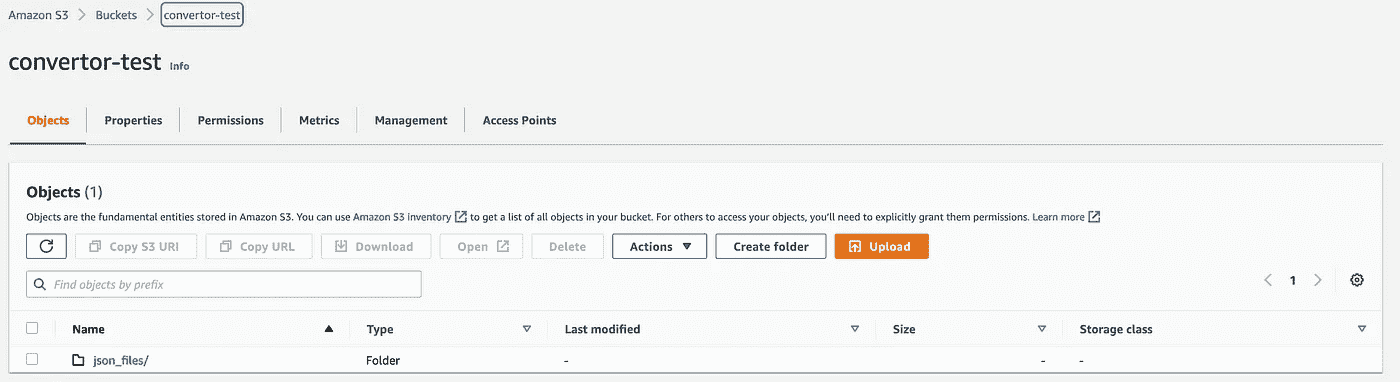 Amazon S3 > Buckets > convertor-test
convertor-test Info
Objects Properties Permissions Metrics Management Access Points
Objects (1)
Objects are the fundamental entities stored in Amazon S3. You can use Amazon S3 inventory to get a list of all objects in your bucket. For others to access your objects, you'll need to explicitly grant them permissions. Learn more
Copy S3 URI Copy URL Download Open Delete Actions Create folder Upload
Find objects by prefix
1
Name Type Last modified Size Storage class
json_files/ Folder - - -